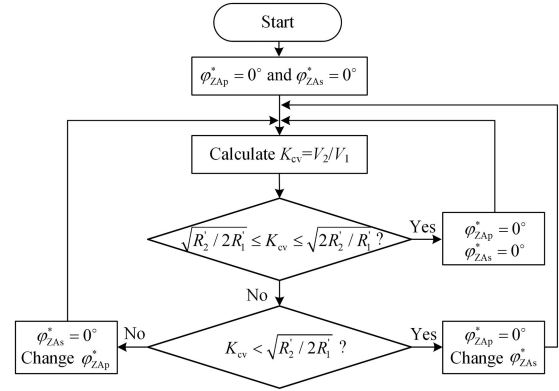 Start
φ*ZAp = 0° and φ*ZAs = 0°
Calculate Kcv=V2/V1
√(R'2 / 2R'1) ≤ Kcv ≤ √(2R'2 / R'1) ?
Yes
φ*ZAp = 0°
φ*ZAs = 0°
No
Kcv < √(R'2 / 2R'1) ?
No
φ*ZAs = 0°
Change φ*ZAp
Yes
φ*ZAp = 0°
Change φ*ZAs